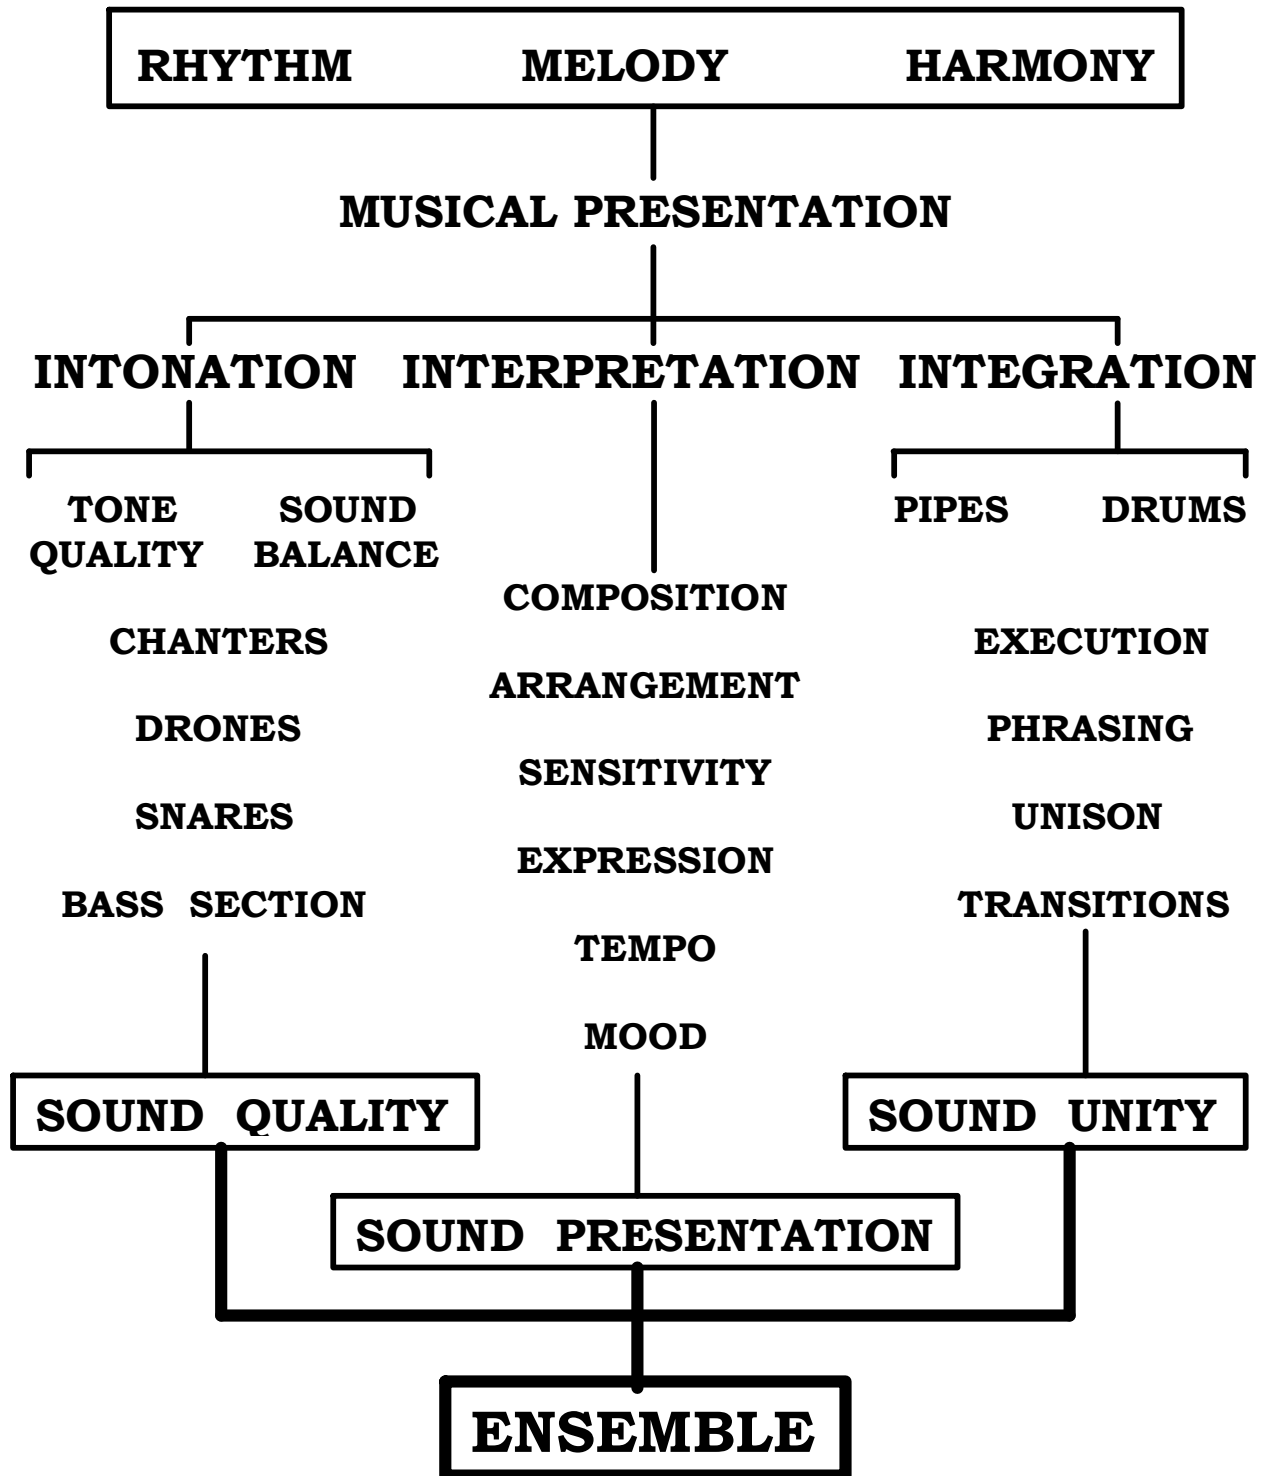 RHYTHM MELODY HARMONY
MUSICAL PRESENTATION
INTONATION INTERPRETATION INTEGRATION
TONE QUALITY
SOUND BALANCE
CHANTERS
DRONES
SNARES
BASS SECTION
COMPOSITION
ARRANGEMENT
SENSITIVITY
EXPRESSION
TEMPO
MOOD
PIPES DRUMS
EXECUTION
PHRASING
UNISON
TRANSITIONS
SOUND QUALITY
SOUND UNITY
SOUND PRESENTATION
ENSEMBLE